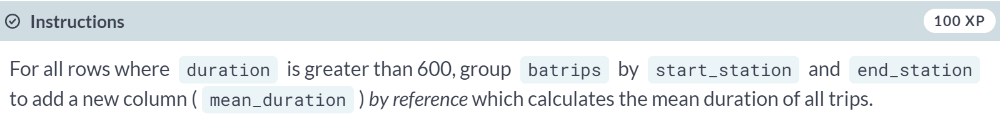 Instructions 100 XP
For all rows where duration is greater than 600, group batrips by start_station and end_station
to add a new column ( mean_duration ) by reference which calculates the mean duration of all trips.